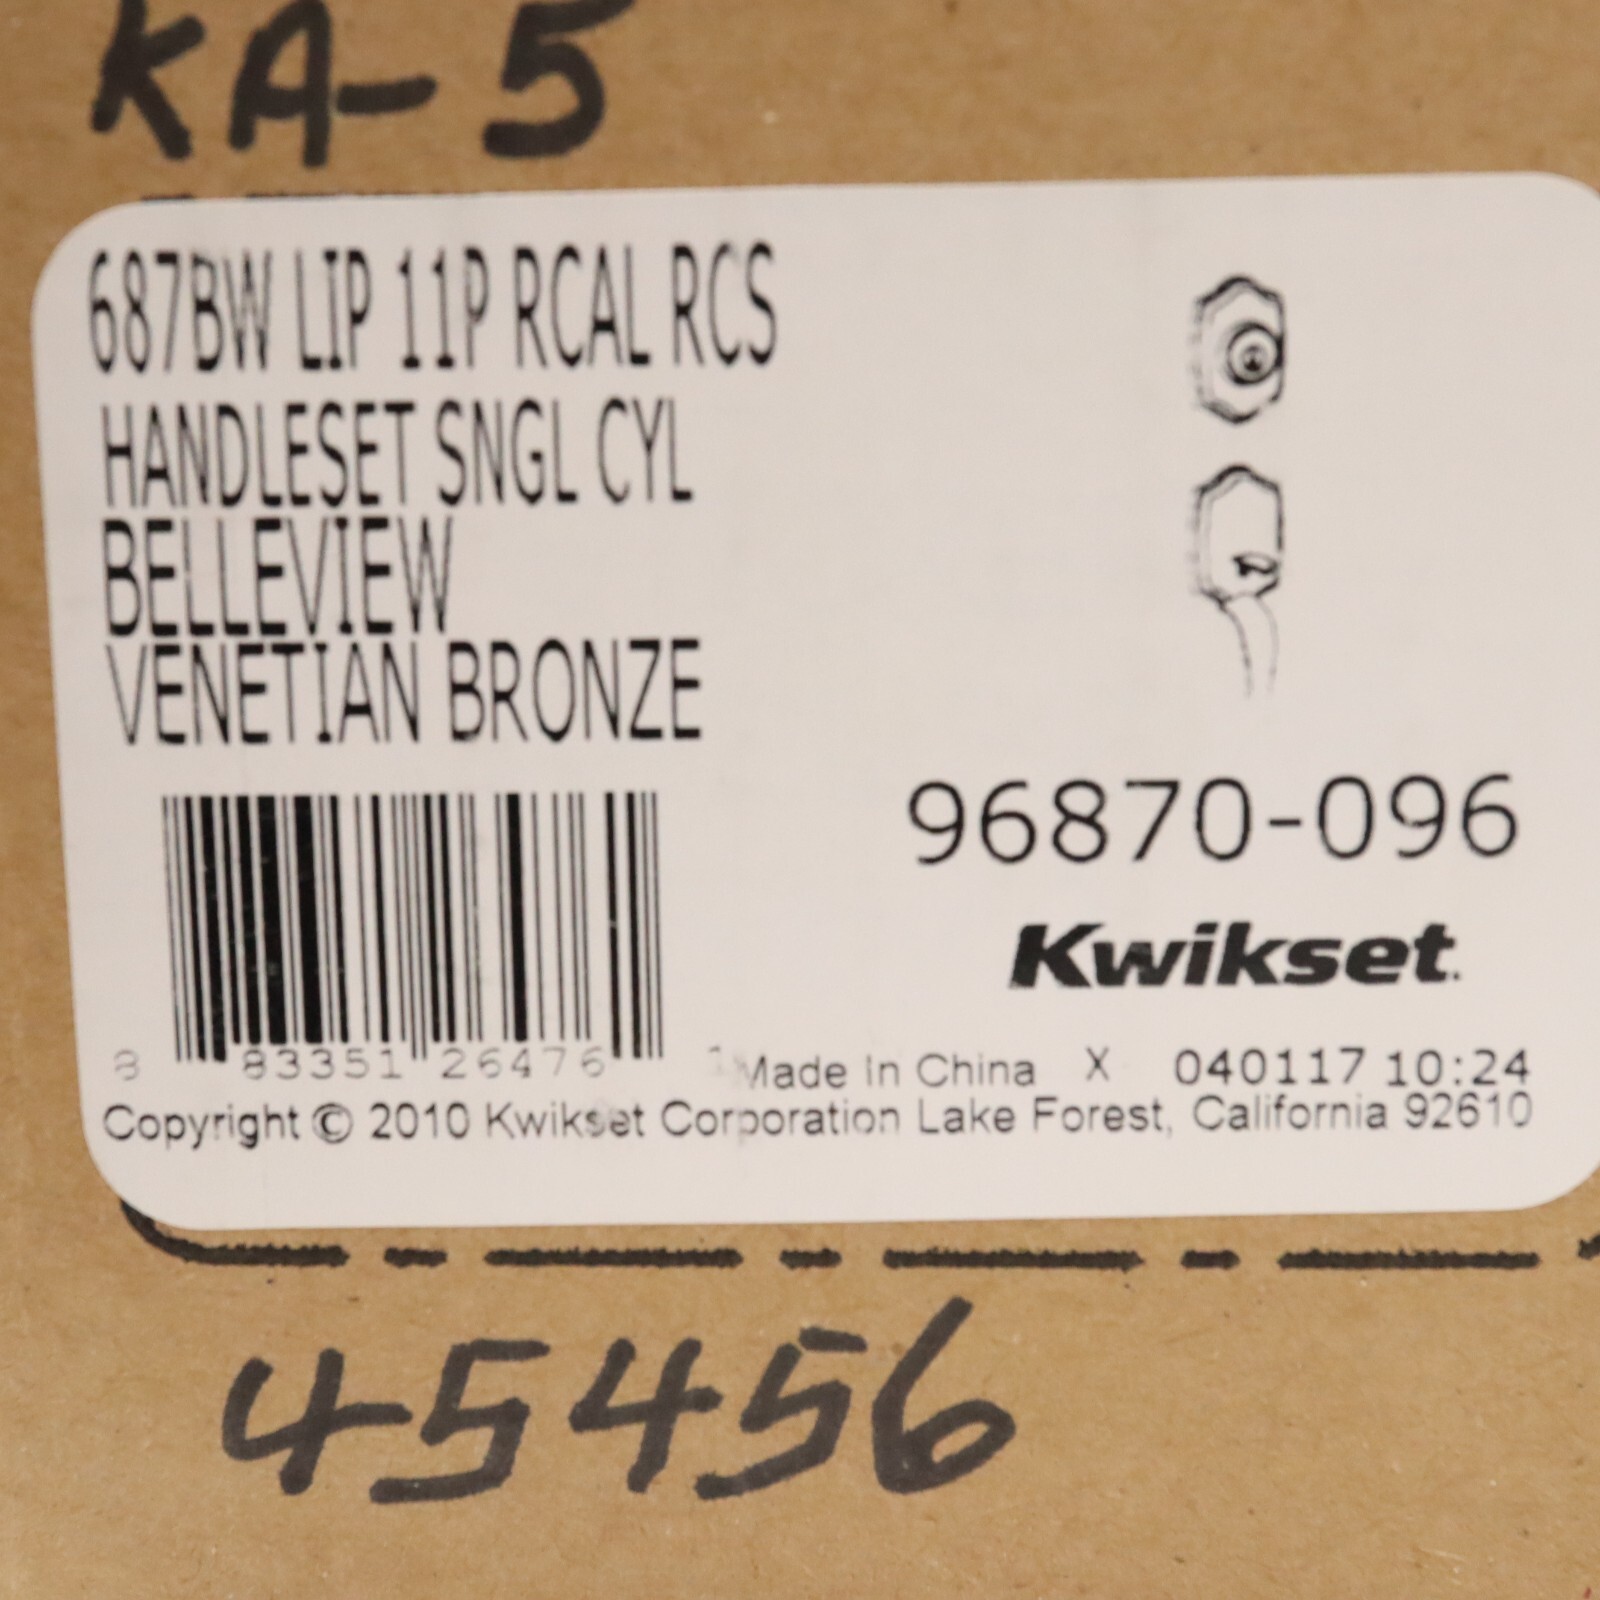 KA-5
687BW LIP 11P RCAL RCS
HANDLESET SNGL CYL
BELLEVIEW
VENETIAN BRONZE
96870-096
Kwikset.
8 83351 26476 1
Made In China X 040117 10:24
Copyright © 2010 Kwikset Corporation Lake Forest, California 92610
45456